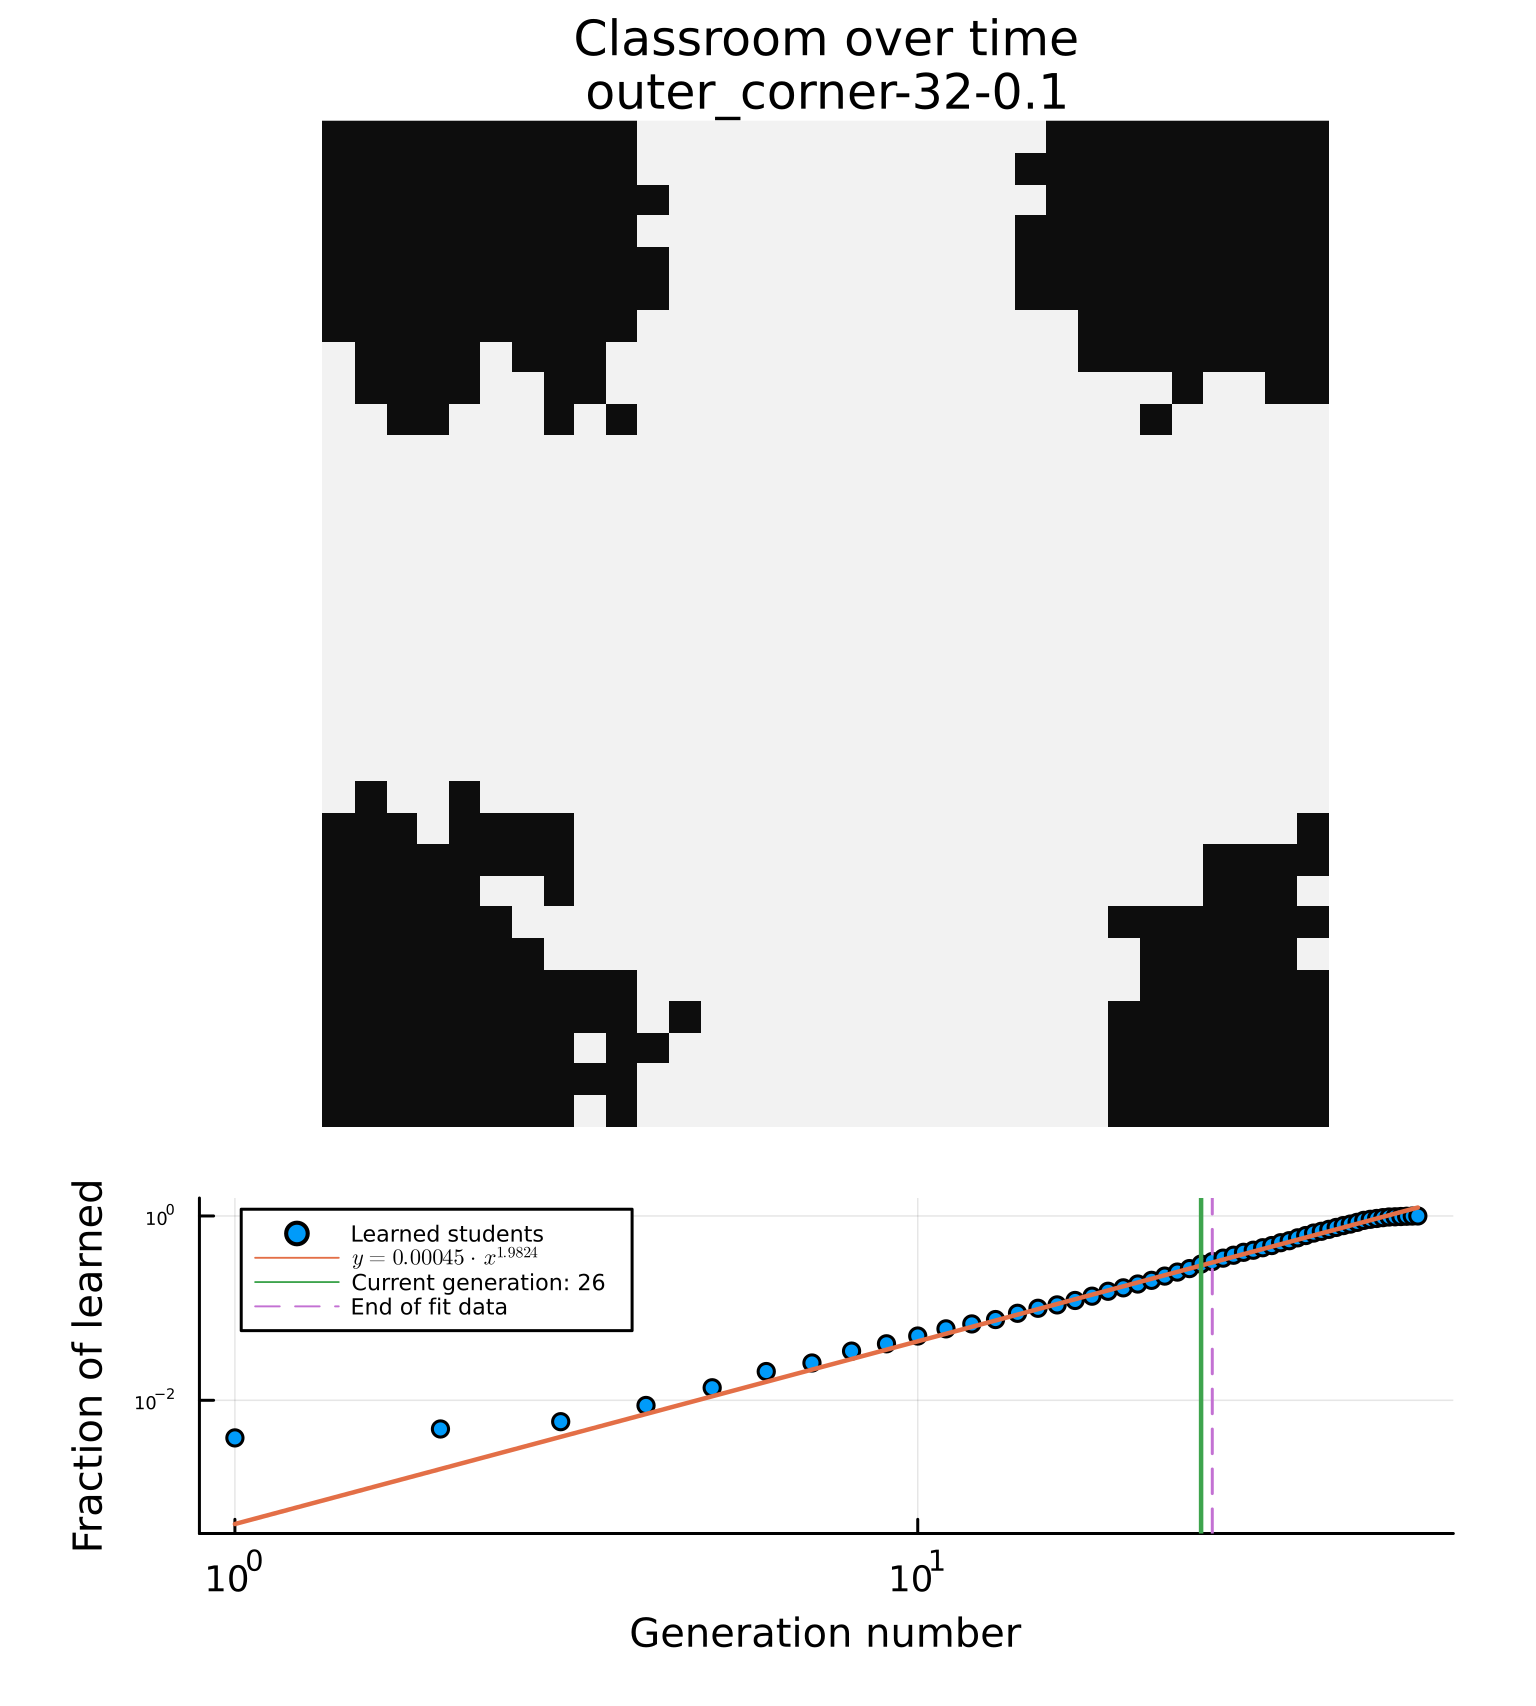 Classroom over time
outer_corner-32-0.1
Fraction of learned
10^0
10^−2
Learned students
y = 0.00045 · x^1.9824
Current generation: 26
End of fit data
10^0
10^1
Generation number